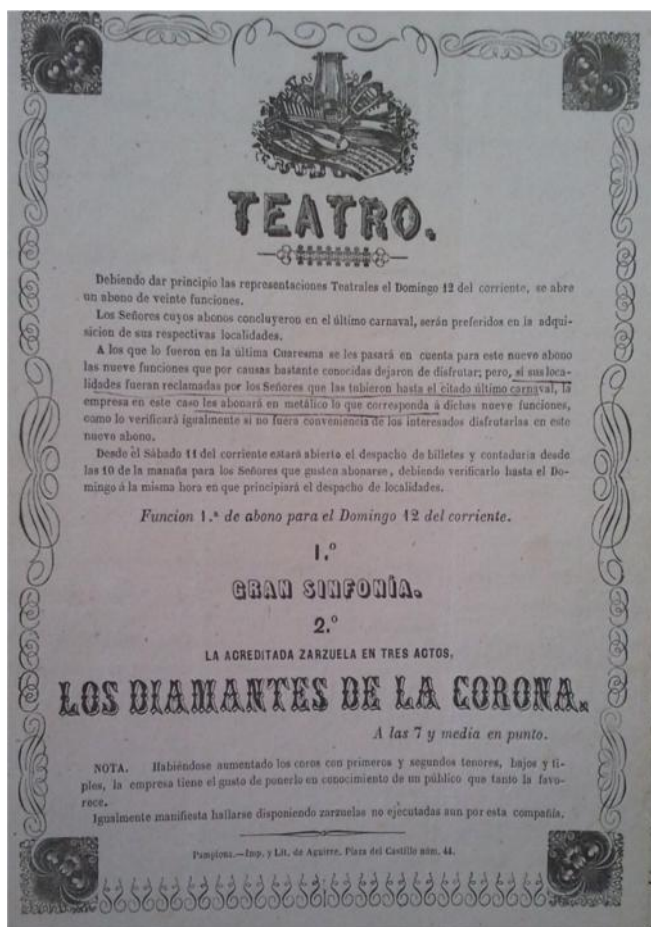 TEATRO.
Debiendo dar principio las representaciones Teatrales el Domingo 12 del corriente, se abre
un abono de veinte funciones.
Los Señores cuyos abonos concluyeron en el último carnaval, serán preferidos en la adqui-
sicion de sus respectivas localidades.
A los que lo fueron en la última Cuaresma se les pasará en cuenta para este nuevo abono
las nueve funciones que por causas bastante conocidas dejaron de disfrutar; pero, si sus loca-
lidades fueran reclamadas por los Señores que las tubieron hasta el citado último carnaval, la
empresa en este caso les abonará en metálico lo que corresponda á dichas nueve funciones,
como lo verificará igualmente si no fuera conveniencia de los interesados disfrutarlas en este
nuevo abono.
Desde el Sábado 11 del corriente estará abierto el despacho de billetes y contaduría desde
las 10 de la mañana para los Señores que gusten abonarse, debiendo verificarlo hasta el Do-
mingo á la misma hora en que principiará el despacho de localidades.
Funcion 1.ª de abono para el Domingo 12 del corriente.
1.º
GRAN SINFONÍA.
2.º
LA ACREDITADA ZARZUELA EN TRES ACTOS,
LOS DIAMANTES DE LA CORONA.
A las 7 y media en punto.
NOTA. Habiéndose aumentado los coros con primeros y segundos tenores, bajos y ti-
ples, la empresa tiene el gusto de ponerlo en conocimiento de un público que tanto la favo-
rece.
Igualmente manifiesta hallarse disponiendo zarzuelas no ejecutadas aun por esta compañía.
Pamplona.—Imp. y Lit. de Aguirre, Plaza del Castillo núm. 44.